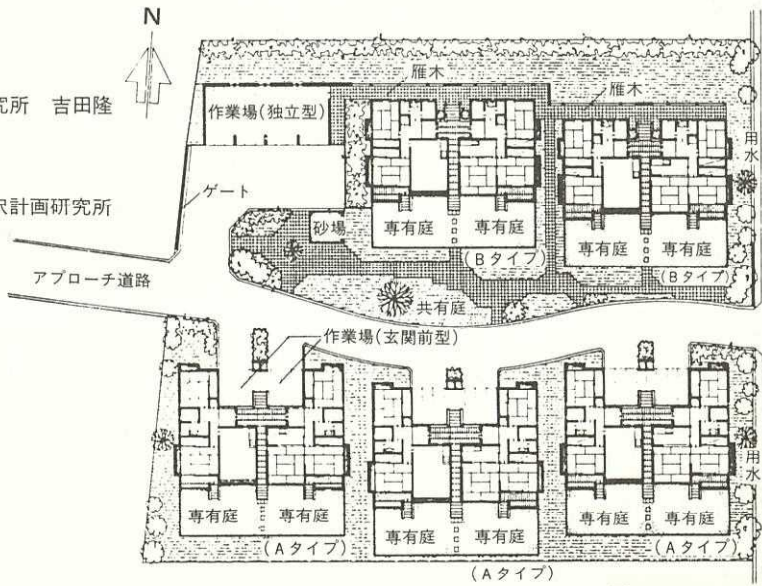 N
究所　吉田隆
沢計画研究所
雁木
雁木
作業場(独立型)
用水
ゲート
砂場
専有庭
専有庭
(Bタイプ)
専有庭
専有庭
(Bタイプ)
アプローチ道路
共有庭
作業場(玄関前型)
用水
専有庭
専有庭
(Aタイプ)
専有庭
専有庭
(Aタイプ)
専有庭
専有庭
(Aタイプ)